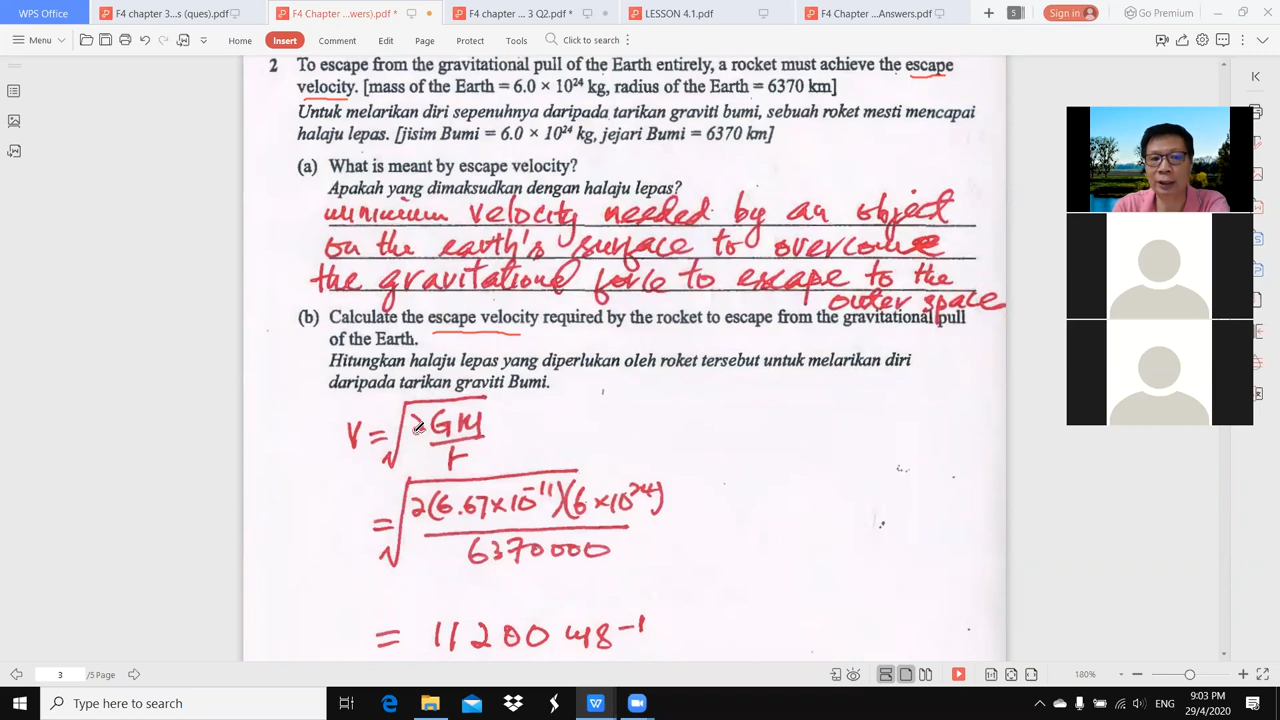 WPS Office
F4 chapter 3...s (ques).pdf
F4 Chapter ...wers).pdf *
F4 chapter ... 3 Q2.pdf *
LESSON 4.1.pdf
F4 Chapter ...Answers.pdf
S
Sign in
Go Premium
Menu
Home
Insert
Comment
Edit
Page
Protect
Tools
Click to search
2 To escape from the gravitational pull of the Earth entirely, a rocket must achieve the escape
velocity. [mass of the Earth = 6.0 × 10²⁴ kg, radius of the Earth = 6370 km]
Untuk melarikan diri sepenuhnya daripada tarikan graviti bumi, sebuah roket mesti mencapai
halaju lepas. [jisim Bumi = 6.0 × 10²⁴ kg, jejari Bumi = 6370 km]
(a) What is meant by escape velocity?
Apakah yang dimaksudkan dengan halaju lepas?
minimium velocity needed by an object
on the earth's surface to overcome
the gravitational force to escape to the
outer space
(b) Calculate the escape velocity required by the rocket to escape from the gravitational pull
of the Earth.
Hitungkan halaju lepas yang diperlukan oleh roket tersebut untuk melarikan diri
daripada tarikan graviti Bumi.
V = √ 2GM
r
= √ 2(6.67×10⁻¹¹)(6×10²⁴)
6370000
= 11200 ms⁻¹
3 /5 Page
180%
Type here to search
9:03 PM
29/4/2020